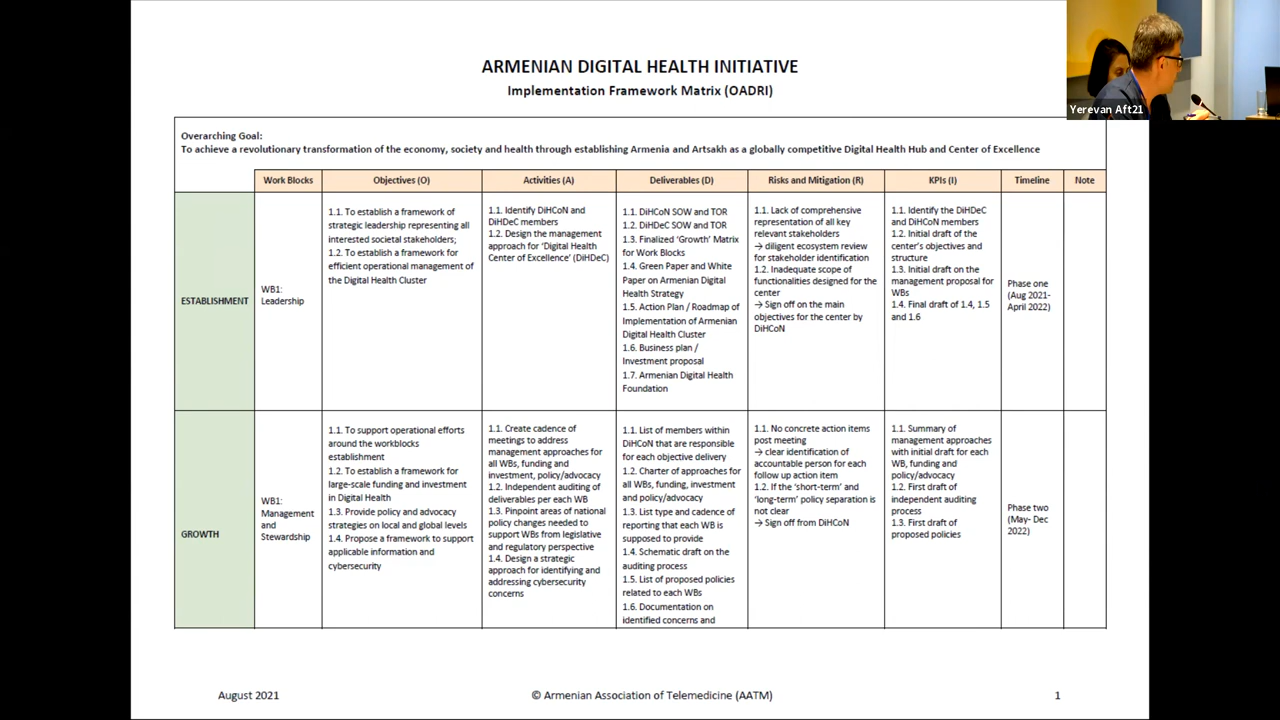 ARMENIAN DIGITAL HEALTH INITIATIVE
Implementation Framework Matrix (OADRI)
Yerevan Aft21
Overarching Goal:
To achieve a revolutionary transformation of the economy, society and health through establishing Armenia and Artsakh as a globally competitive Digital Health Hub and Center of Excellence
Work Blocks
Objectives (O)
Activities (A)
Deliverables (D)
Risks and Mitigation (R)
KPIs (I)
Timeline
Note
ESTABLISHMENT
WB1:
Leadership
1.1. To establish a framework of
strategic leadership representing all
interested societal stakeholders;
1.2. To establish a framework for
efficient operational management of
the Digital Health Cluster
1.1. Identify DiHCoN and
DiHDeC members
1.2. Design the management
approach for 'Digital Health
Center of Excellence' (DiHDeC)
1.1. DiHCoN SOW and TOR
1.2. DiHDeC SOW and TOR
1.3. Finalized 'Growth' Matrix
for Work Blocks
1.4. Green Paper and White
Paper on Armenian Digital
Health Strategy
1.5. Action Plan / Roadmap of
Implementation of Armenian
Digital Health Cluster
1.6. Business plan /
Investment proposal
1.7. Armenian Digital Health
Foundation
1.1. Lack of comprehensive
representation of all key
relevant stakeholders
→ diligent ecosystem review
for stakeholder identification
1.2. Inadequate scope of
functionalities designed for the
center
→ Sign off on the main
objectives for the center by
DiHCoN
1.1. Identify the DiHDeC
and DiHCoN members
1.2. Initial draft of the
center's objectives and
structure
1.3. Initial draft on the
management proposal for
WBs
1.4. Final draft of 1.4, 1.5
and 1.6
Phase one
(Aug 2021-
April 2022)
GROWTH
WB1:
Management
and
Stewardship
1.1. To support operational efforts
around the workblocks
establishment
1.2. To establish a framework for
large-scale funding and investment
in Digital Health
1.3. Provide policy and advocacy
strategies on local and global levels
1.4. Propose a framework to support
applicable information and
cybersecurity
1.1. Create cadence of
meetings to address
management approaches for
all WBs, funding and
investment, policy/advocacy
1.2. Independent auditing of
deliverables per each WB
1.3. Pinpoint areas of national
policy changes needed to
support WBs from legislative
and regulatory perspective
1.4. Design a strategic
approach for identifying and
addressing cybersecurity
concerns
1.1. List of members within
DiHCoN that are responsible
for each objective delivery
1.2. Charter of approaches for
all WBs, funding, investment
and policy/advocacy
1.3. List type and cadence of
reporting that each WB is
supposed to provide
1.4. Schematic draft on the
auditing process
1.5. List of proposed policies
related to each WBs
1.6. Documentation on
identified concerns and
1.1. No concrete action items
post meeting
→ clear identification of
accountable person for each
follow up action item
1.2. If the 'short-term' and
'long-term' policy separation is
not clear
→ Sign off from DiHCoN
1.1. Summary of
management approaches
with initial draft for each
WB, funding and
policy/advocacy
1.2. First draft of
independent auditing
process
1.3. First draft of
proposed policies
Phase two
(May- Dec
2022)
August 2021
© Armenian Association of Telemedicine (AATM)
1